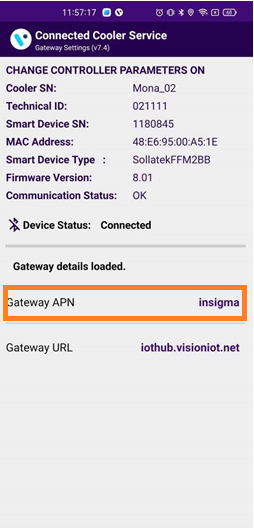 11:57:17
68
Connected Cooler Service
Gateway Settings (v7.4)
CHANGE CONTROLLER PARAMETERS ON
Cooler SN: Mona_02
Technical ID: 021111
Smart Device SN: 1180845
MAC Address: 48:E6:95:00:A5:1E
Smart Device Type : SollatekFFM2BB
Firmware Version: 8.01
Communication Status: OK
Device Status: Connected
Gateway details loaded.
Gateway APN insigma
Gateway URL iothub.visioniot.net